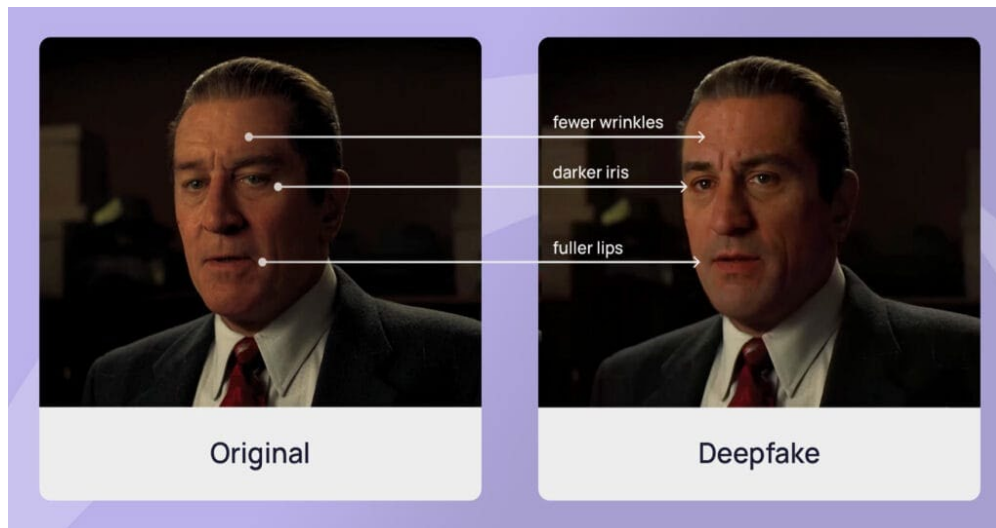 fewer wrinkles
darker iris
fuller lips
Original
Deepfake